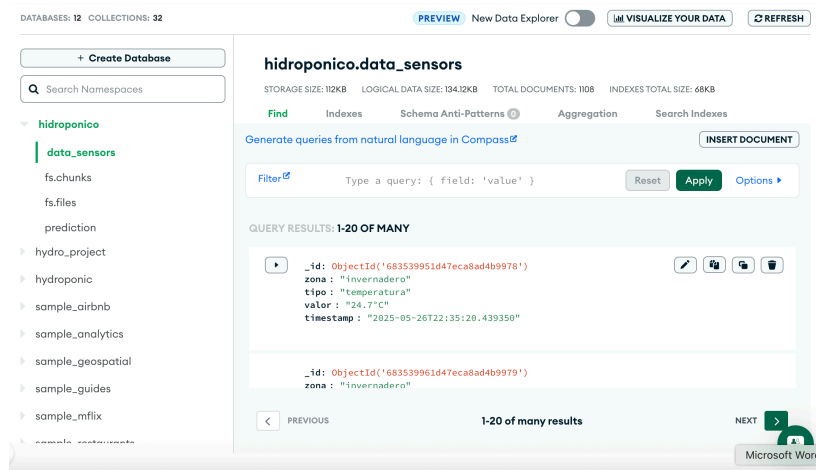 DATABASES: 12 COLLECTIONS: 32
PREVIEW New Data Explorer
VISUALIZE YOUR DATA
REFRESH
+ Create Database
Search Namespaces
hidroponico
data_sensors
fs.chunks
fs.files
prediction
hydro_project
hydroponic
sample_airbnb
sample_analytics
sample_geospatial
sample_guides
sample_mflix
sample_restaurants
hidroponico.data_sensors
STORAGE SIZE: 112KB LOGICAL DATA SIZE: 134.12KB TOTAL DOCUMENTS: 1108 INDEXES TOTAL SIZE: 68KB
Find Indexes Schema Anti-Patterns 0 Aggregation Search Indexes
Generate queries from natural language in Compass
INSERT DOCUMENT
Filter
Type a query: { field: 'value' }
Reset Apply Options
QUERY RESULTS: 1-20 OF MANY
_id: ObjectId('683539951d47eca8ad4b9978')
zona : "invernadero"
tipo : "temperatura"
valor : "24.7°C"
timestamp : "2025-05-26T22:35:20.439350"
_id: ObjectId('683539961d47eca8ad4b9979')
zona : "invernadero"
PREVIOUS 1-20 of many results NEXT
Microsoft Word